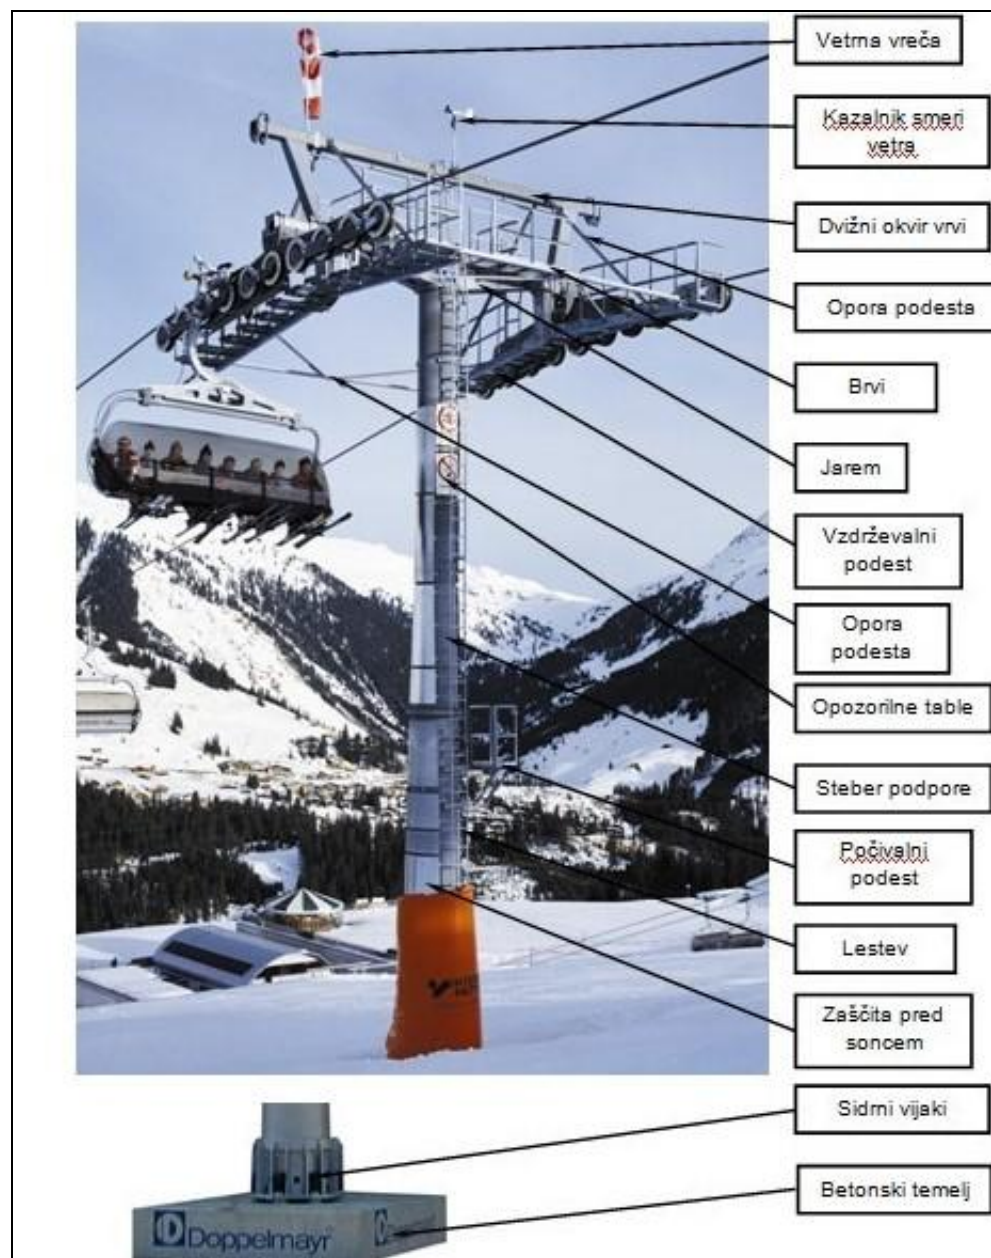 Vetrna vreča
Kazalnik smeri
vetra
Dvižni okvir vrvi
Opora podesta
Brvi
Jarem
Vzdrževalni
podest
Opora
podesta
Opozorilne table
Steber podpore
Počivalni
podest
Lestev
Zaščita pred
soncem
Sidrni vijaki
Betonski temelj
Doppelmayr